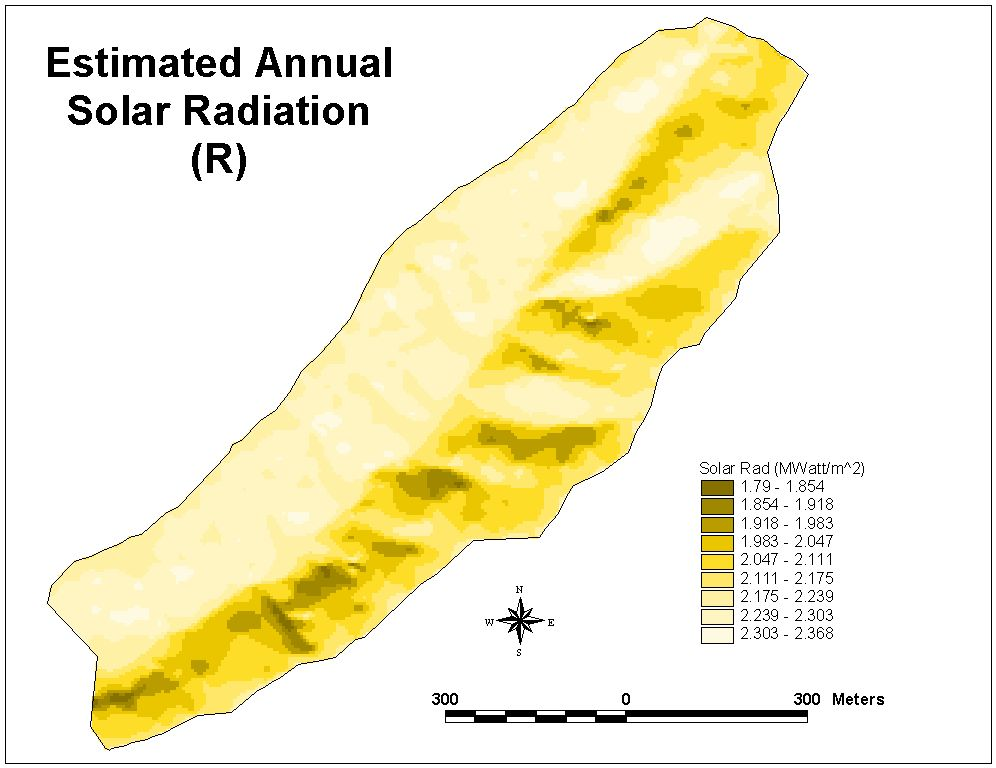 Estimated Annual
Solar Radiation
(R)
Solar Rad (MWatt/m^2)
1.79 - 1.854
1.854 - 1.918
1.918 - 1.983
1.983 - 2.047
2.047 - 2.111
2.111 - 2.175
2.175 - 2.239
2.239 - 2.303
2.303 - 2.368
N
W E
S
300 0 300 Meters